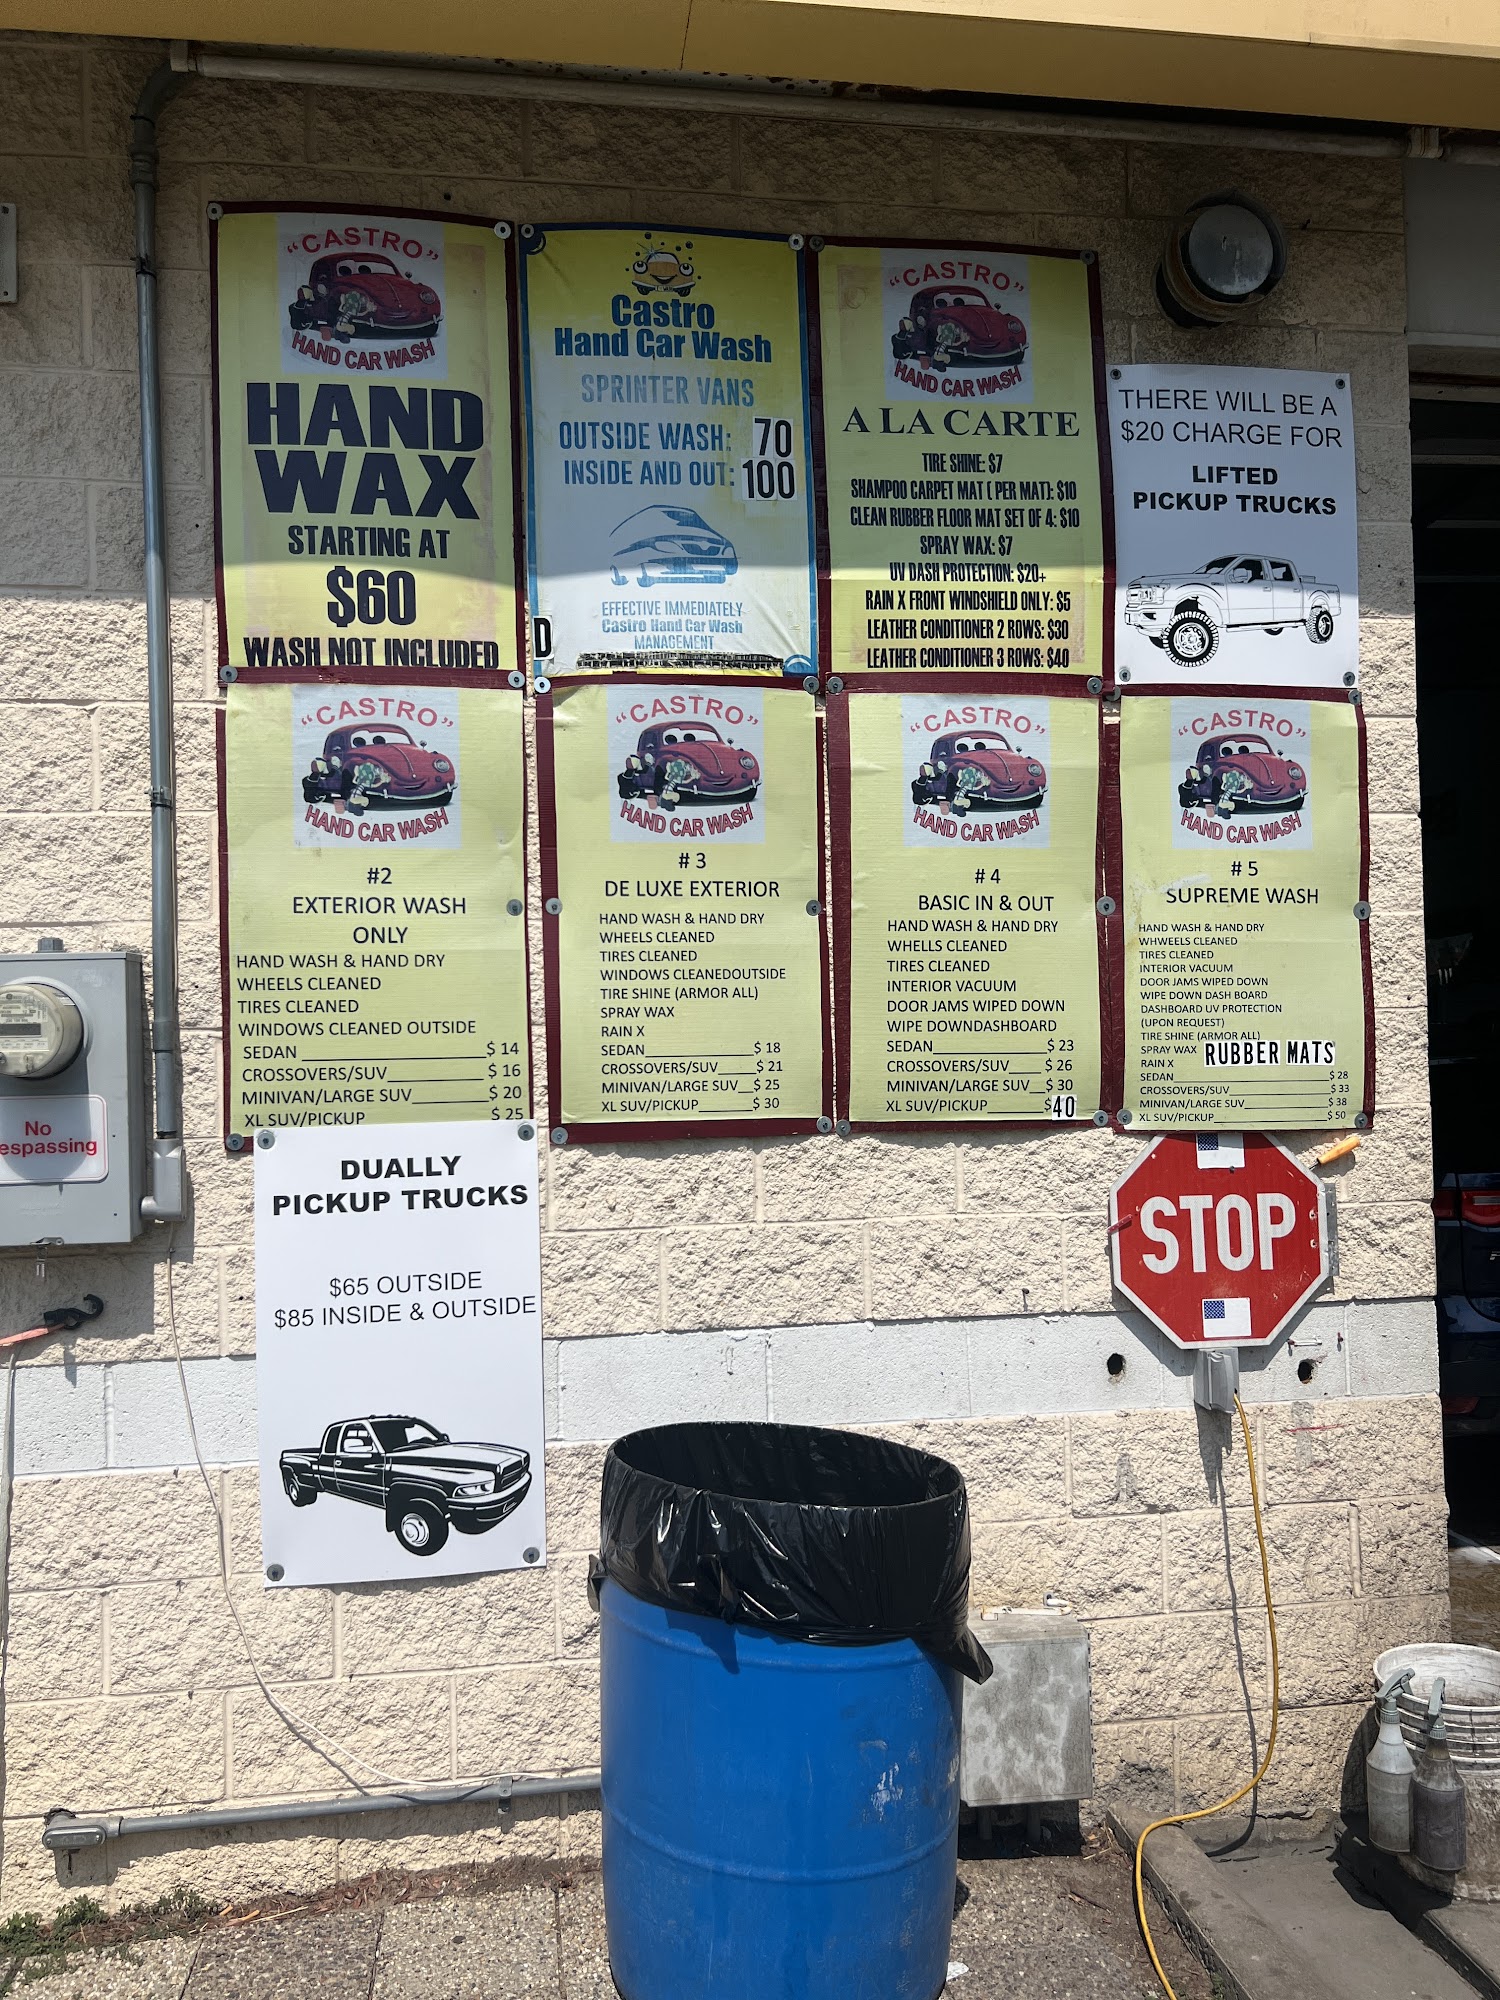 "CASTRO"
HAND CAR WASH
HAND
WAX
STARTING AT
$60
WASH NOT INCLUDED
Castro
Hand Car Wash
SPRINTER VANS
OUTSIDE WASH: 70
INSIDE AND OUT: 100
EFFECTIVE IMMEDIATELY
Castro Hand Car Wash
MANAGEMENT
D
"CASTRO"
HAND CAR WASH
A LA CARTE
TIRE SHINE: $7
SHAMPOO CARPET MAT ( PER MAT): $10
CLEAN RUBBER FLOOR MAT SET OF 4: $10
SPRAY WAX: $7
UV DASH PROTECTION: $20+
RAIN X FRONT WINDSHIELD ONLY: $5
LEATHER CONDITIONER 2 ROWS: $30
LEATHER CONDITIONER 3 ROWS: $40
THERE WILL BE A
$20 CHARGE FOR
LIFTED
PICKUP TRUCKS
"CASTRO"
HAND CAR WASH
#2
EXTERIOR WASH
ONLY
HAND WASH & HAND DRY
WHEELS CLEANED
TIRES CLEANED
WINDOWS CLEANED OUTSIDE
SEDAN $ 14
CROSSOVERS/SUV $ 16
MINIVAN/LARGE SUV $ 20
XL SUV/PICKUP $ 25
"CASTRO"
HAND CAR WASH
# 3
DE LUXE EXTERIOR
HAND WASH & HAND DRY
WHEELS CLEANED
TIRES CLEANED
WINDOWS CLEANEDOUTSIDE
TIRE SHINE (ARMOR ALL)
SPRAY WAX
RAIN X
SEDAN $ 18
CROSSOVERS/SUV $ 21
MINIVAN/LARGE SUV $ 25
XL SUV/PICKUP $ 30
"CASTRO"
HAND CAR WASH
# 4
BASIC IN & OUT
HAND WASH & HAND DRY
WHELLS CLEANED
TIRES CLEANED
INTERIOR VACUUM
DOOR JAMS WIPED DOWN
WIPE DOWNDASHBOARD
SEDAN $ 23
CROSSOVERS/SUV $ 26
MINIVAN/LARGE SUV $ 30
XL SUV/PICKUP $40
"CASTRO"
HAND CAR WASH
# 5
SUPREME WASH
HAND WASH & HAND DRY
WHWEELS CLEANED
TIRES CLEANED
INTERIOR VACUUM
DOOR JAMS WIPED DOWN
WIPE DOWN DASH BOARD
DASHBOARD UV PROTECTION
(UPON REQUEST)
TIRE SHINE (ARMOR ALL)
SPRAY WAX RUBBER MATS
RAIN X
SEDAN $ 28
CROSSOVERS/SUV $ 33
MINIVAN/LARGE SUV $ 38
XL SUV/PICKUP $ 50
No
espassing
DUALLY
PICKUP TRUCKS
$65 OUTSIDE
$85 INSIDE & OUTSIDE
STOP